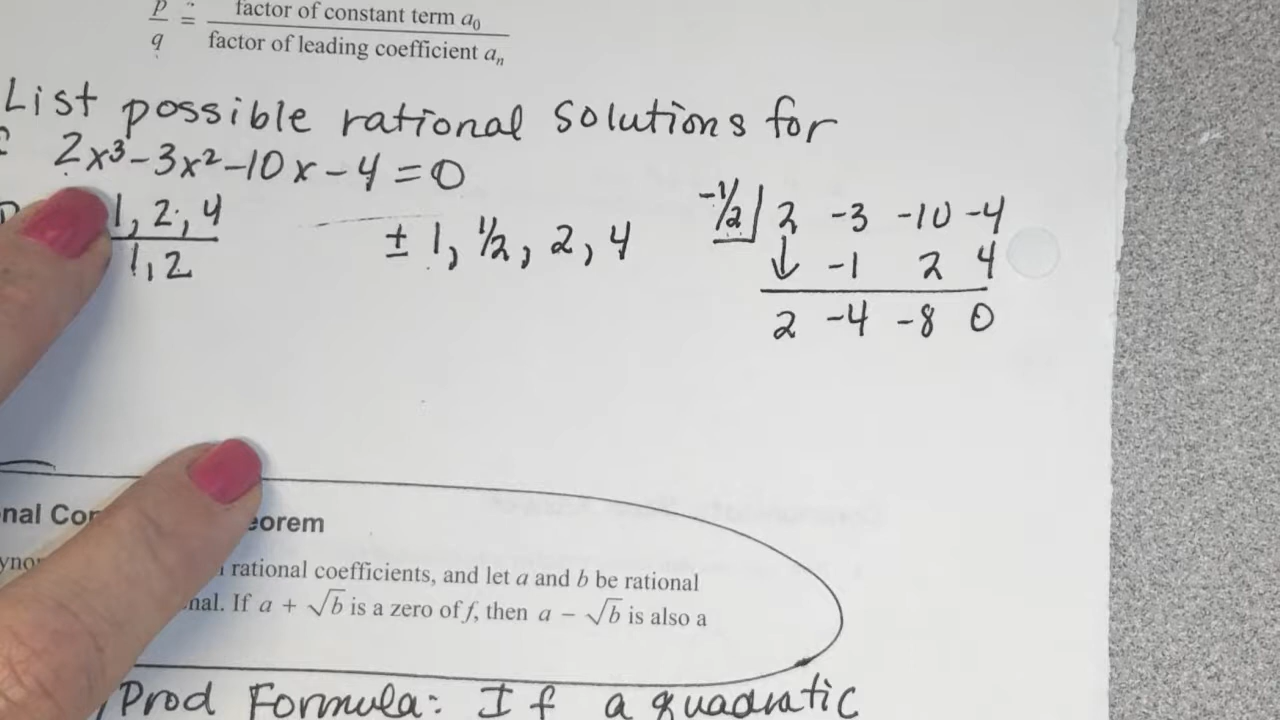 p/q = factor of constant term a₀ / factor of leading coefficient aₙ
List possible rational solutions for
2x³-3x²-10x-4=0
1, 2, 4
1, 2
± 1, ½, 2, 4
-½ | 2 -3 -10 -4
↓ -1 2 4
2 -4 -8 0
eorem
rational coefficients, and let a and b be rational
If a + √b is a zero of f, then a − √b is also a
Prod Formula: If a quadratic